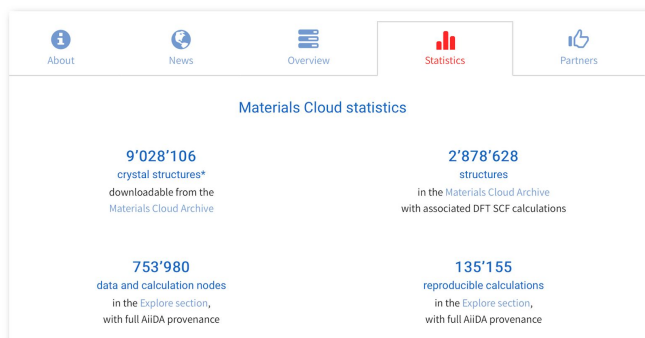 About
News
Overview
Statistics
Partners
Materials Cloud statistics
9’028’106
crystal structures*
downloadable from the
Materials Cloud Archive
2’878’628
structures
in the Materials Cloud Archive
with associated DFT SCF calculations
753’980
data and calculation nodes
in the Explore section,
with full AiiDA provenance
135’155
reproducible calculations
in the Explore section,
with full AiiDA provenance